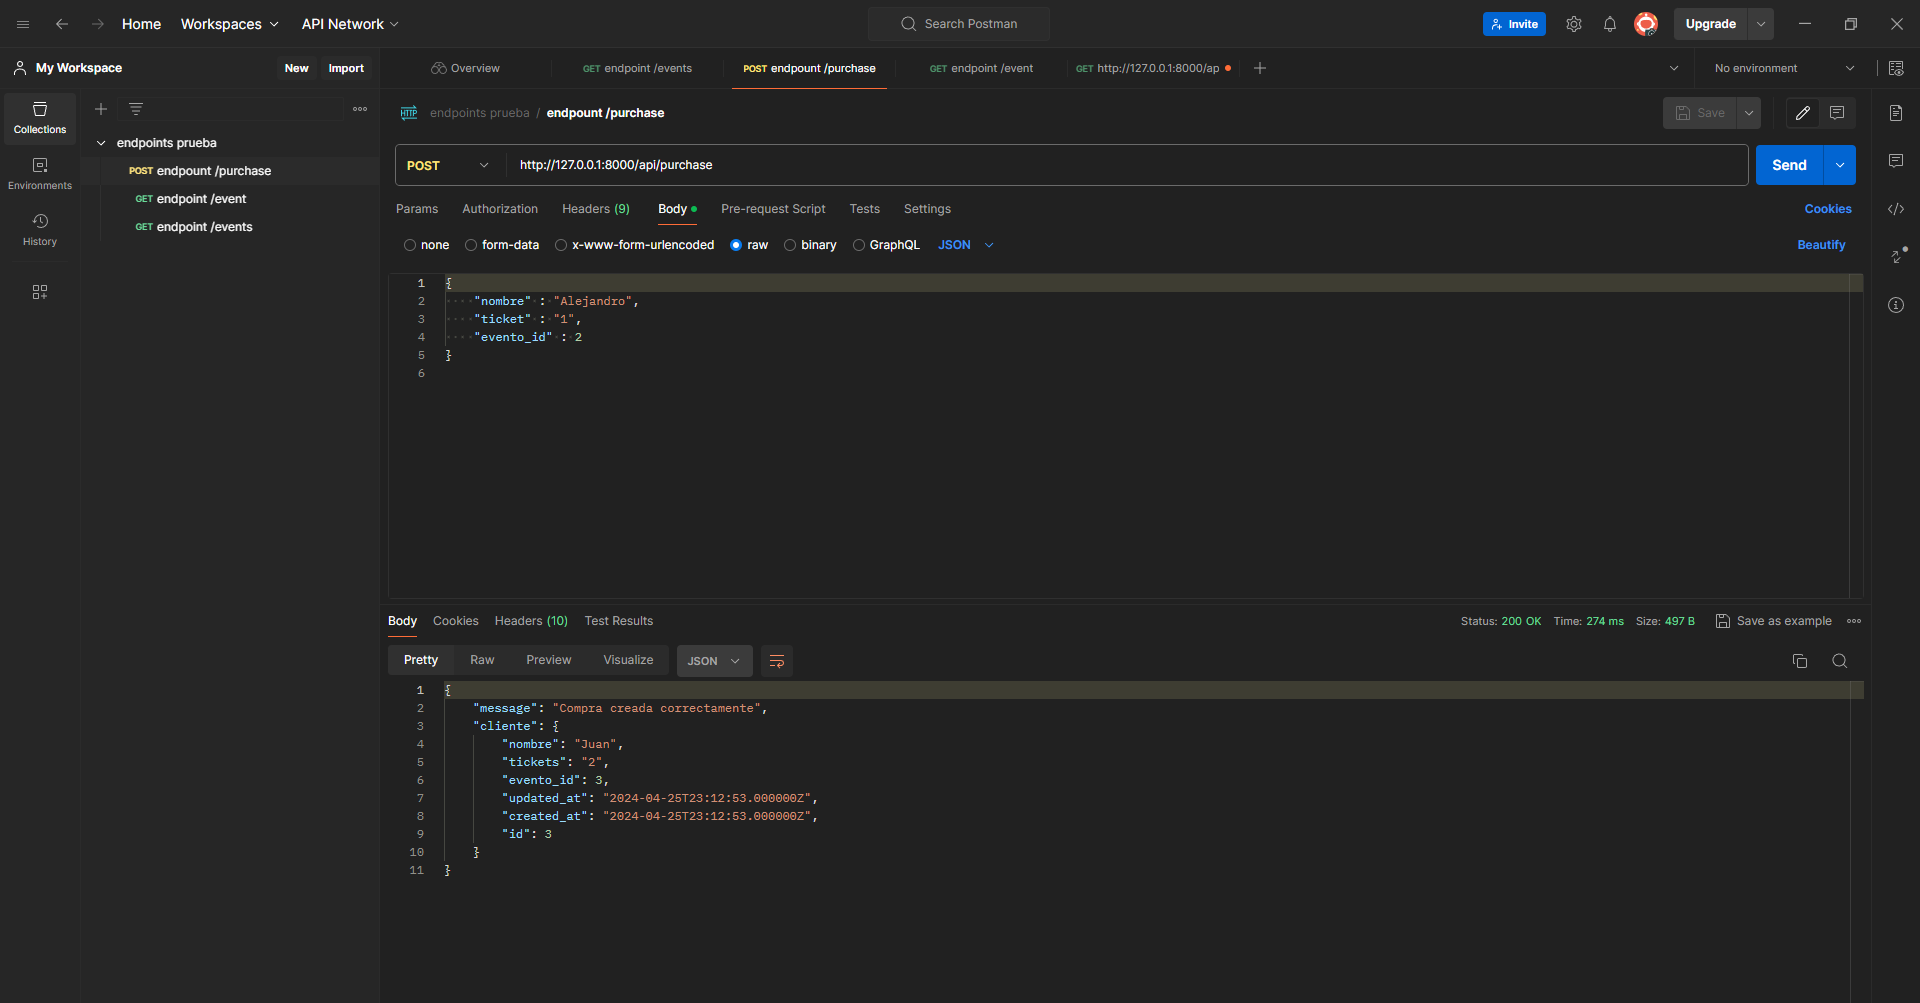 Home Workspaces API Network Search Postman Invite Upgrade
My Workspace New Import Overview GET endpoint /events POST endpount /purchase GET endpoint /event GET http://127.0.0.1:8000/ap No environment
Collections
Environments
History
endpoints prueba
POST endpount /purchase
GET endpoint /event
GET endpoint /events
HTTP endpoints prueba / endpount /purchase Save
POST http://127.0.0.1:8000/api/purchase Send
Params Authorization Headers (9) Body Pre-request Script Tests Settings Cookies
none form-data x-www-form-urlencoded raw binary GraphQL JSON Beautify
1 {
2 "nombre" : "Alejandro",
3 "ticket" : "1",
4 "evento_id" : 2
5 }
6
Body Cookies Headers (10) Test Results Status: 200 OK Time: 274 ms Size: 497 B Save as example
Pretty Raw Preview Visualize JSON
1 {
2 "message": "Compra creada correctamente",
3 "cliente": {
4 "nombre": "Juan",
5 "tickets": "2",
6 "evento_id": 3,
7 "updated_at": "2024-04-25T23:12:53.000000Z",
8 "created_at": "2024-04-25T23:12:53.000000Z",
9 "id": 3
10 }
11 }